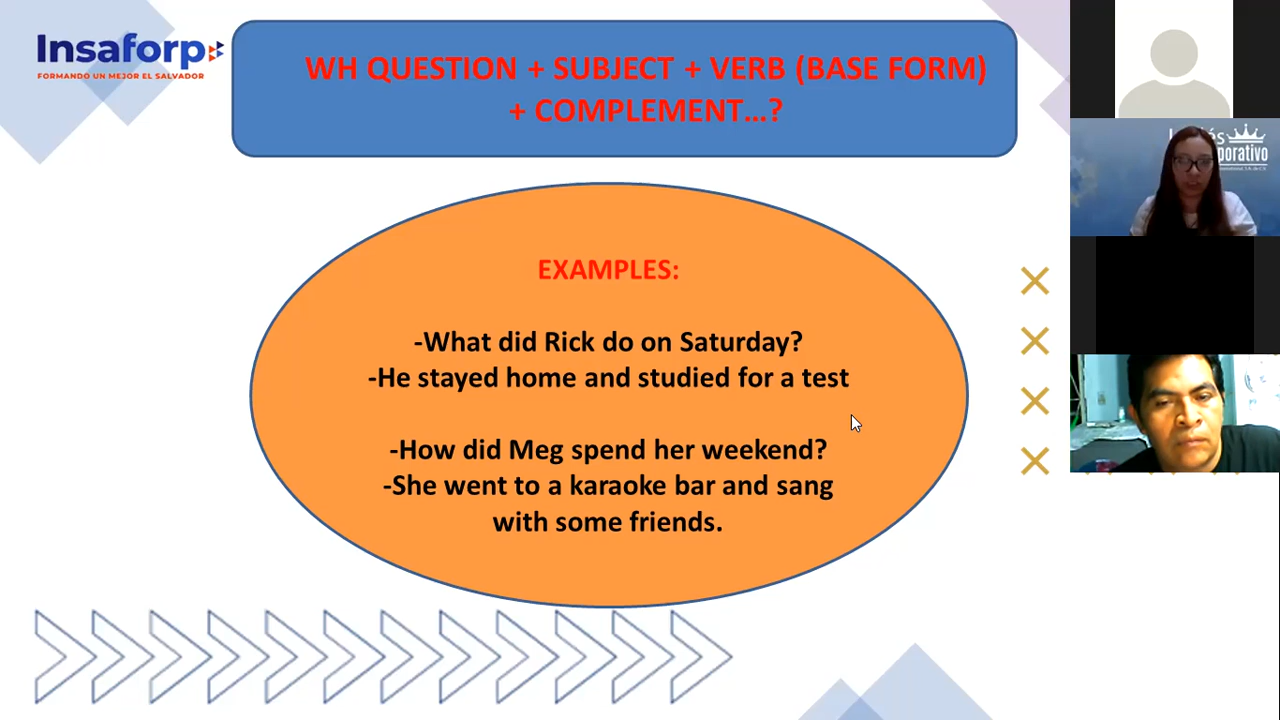 Insaforp
FORMANDO UN MEJOR EL SALVADOR
WH QUESTION + SUBJECT + VERB (BASE FORM)
+ COMPLEMENT...?
EXAMPLES:
-What did Rick do on Saturday?
-He stayed home and studied for a test
-How did Meg spend her weekend?
-She went to a karaoke bar and sang
with some friends.